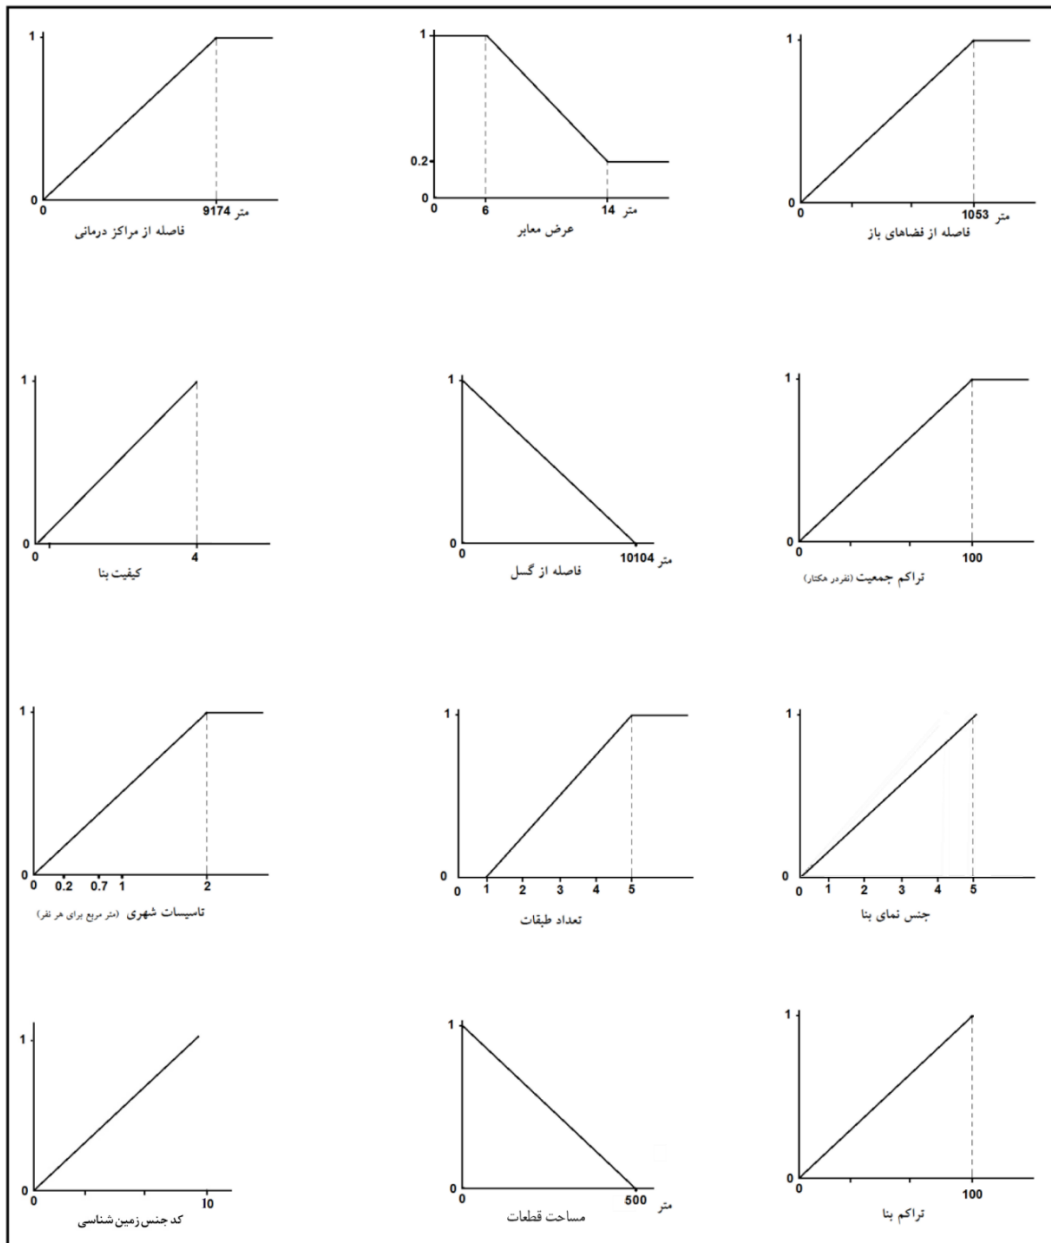 1
0
0
9174 متر
فاصله از مراکز درمانی
1
0.2
0
0
6
14 متر
عرض معابر
1
0
0
1053 متر
فاصله از فضاهای باز
1
0
0
4
کیفیت بنا
1
0
0
10104 متر
فاصله از گسل
1
0
0
100
تراکم جمعیت (نفردر هکتار)
1
0
0 0.2 0.7 1 2
تاسیسات شهری (متر مربع برای هر نفر)
1
0
0 1 2 3 4 5
تعداد طبقات
1
0
0 1 2 3 4 5
جنس نمای بنا
1
0
0
10
کد جنس زمین شناسی
1
0
0
500 متر
مساحت قطعات
1
0
0
100
تراکم بنا